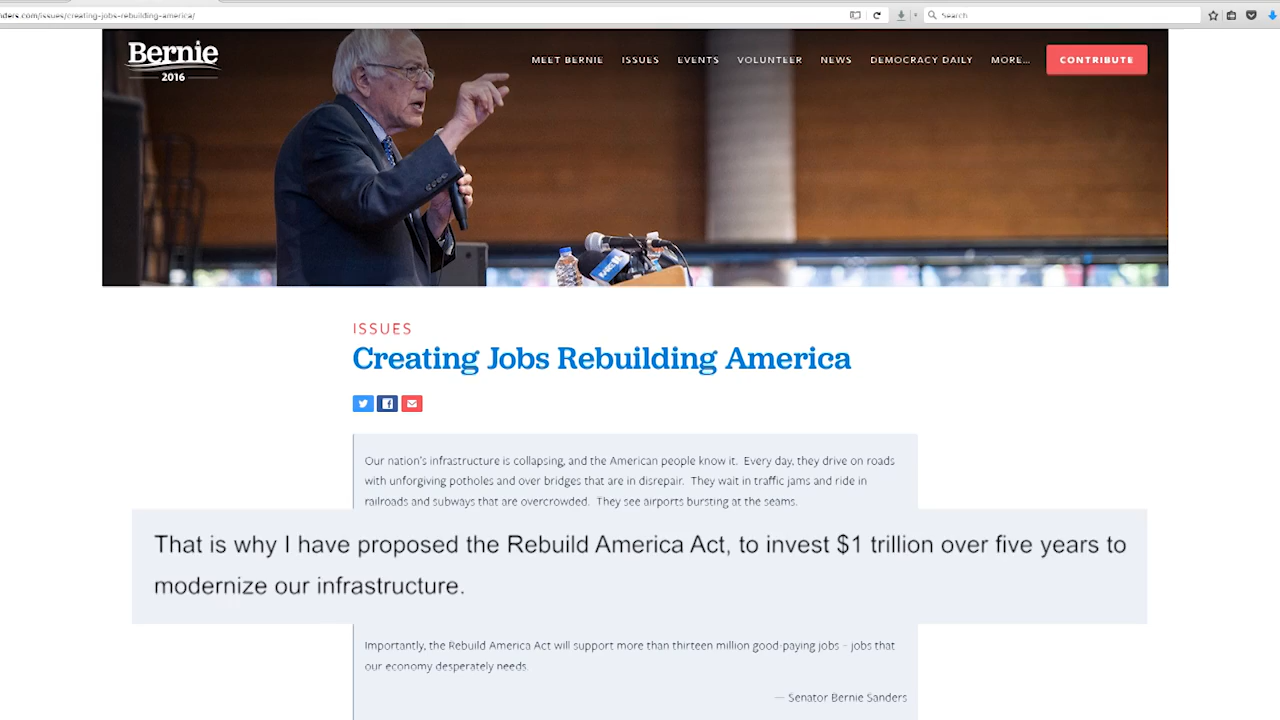 nders.com/issues/creating-jobs-rebuilding-america/
Search
Bernie
2016
MEET BERNIE ISSUES EVENTS VOLUNTEER NEWS DEMOCRACY DAILY MORE... CONTRIBUTE
ISSUES
Creating Jobs Rebuilding America
Our nation's infrastructure is collapsing, and the American people know it. Every day, they drive on roads
with unforgiving potholes and over bridges that are in disrepair. They wait in traffic jams and ride in
railroads and subways that are overcrowded. They see airports bursting at the seams.
That is why I have proposed the Rebuild America Act, to invest $1 trillion over five years to
modernize our infrastructure.
Importantly, the Rebuild America Act will support more than thirteen million good-paying jobs – jobs that
our economy desperately needs.
— Senator Bernie Sanders